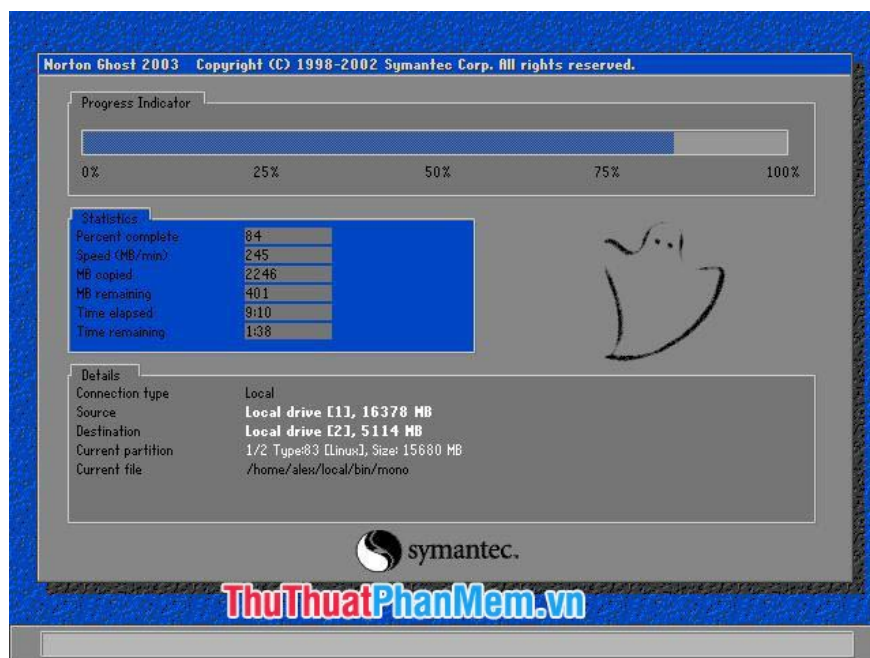 Norton Ghost 2003 Copyright (C) 1998-2002 Symantec Corp. All rights reserved.
Progress Indicator
0% 25% 50% 75% 100%
Statistics
Percent complete 84
Speed (MB/min) 245
MB copied 2246
MB remaining 401
Time elapsed 9:10
Time remaining 1:38
Details
Connection type Local
Source Local drive [1], 16378 MB
Destination Local drive [2], 5114 MB
Current partition 1/2 Type:83 [Linux], Size: 15680 MB
Current file /home/alex/local/bin/mono
symantec.
ThuThuatPhanMem.vn